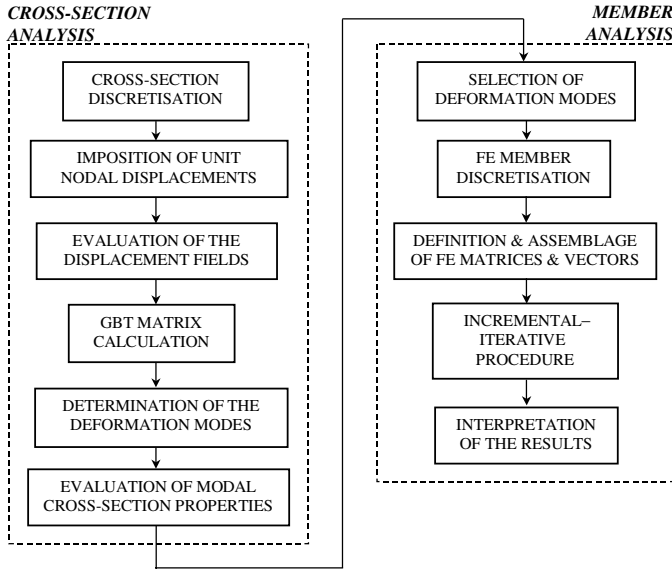 CROSS-SECTION
ANALYSIS
CROSS-SECTION
DISCRETISATION
IMPOSITION OF UNIT
NODAL DISPLACEMENTS
EVALUATION OF THE
DISPLACEMENT FIELDS
GBT MATRIX
CALCULATION
DETERMINATION OF THE
DEFORMATION MODES
EVALUATION OF MODAL
CROSS-SECTION PROPERTIES
MEMBER
ANALYSIS
SELECTION OF
DEFORMATION MODES
FE MEMBER
DISCRETISATION
DEFINITION & ASSEMBLAGE
OF FE MATRICES & VECTORS
INCREMENTAL–
ITERATIVE
PROCEDURE
INTERPRETATION
OF THE RESULTS